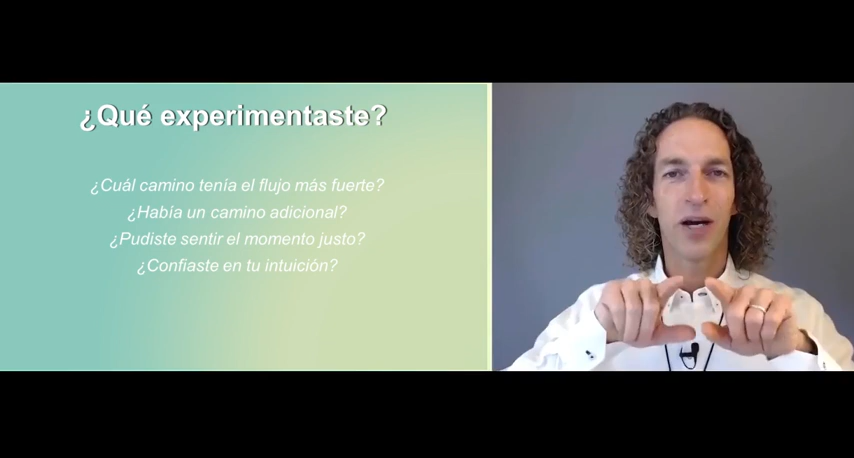 ¿Qué experimentaste?
¿Cuál camino tenía el flujo más fuerte?
¿Había un camino adicional?
¿Pudiste sentir el momento justo?
¿Confiaste en tu intuición?